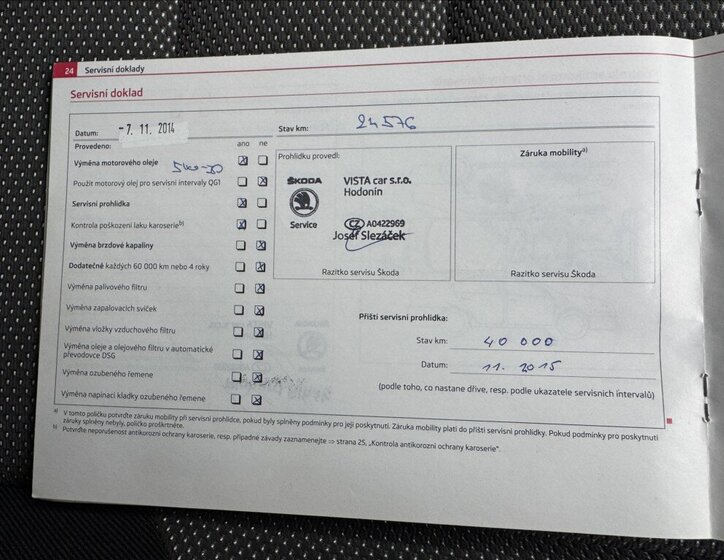 24 Servisní doklady
Servisní doklad
Datum: -7. 11. 2014
Stav km: 24576
Provedeno: ano ne
Výměna motorového oleje 5W-30
Použit motorový olej pro servisní intervaly QG1
Servisní prohlídka
Kontrola poškození laku karoserie b)
Výměna brzdové kapaliny
Dodatečně každých 60 000 km nebo 4 roky
Výměna palivového filtru
Výměna zapalovacích svíček
Výměna vložky vzduchového filtru
Výměna oleje a olejového filtru v automatické
převodovce DSG
Výměna ozubeného řemene
Výměna napínací kladky ozubeného řemene
Prohlídku provedl:
ŠKODA
Service
VISTA car s.r.o.
Hodonín
CZ A0422969
Josef Slezáček
Razítko servisu Škoda
Záruka mobility a)
Razítko servisu Škoda
Příští servisní prohlídka:
Stav km: 40 000
Datum: 11. 2015
(podle toho, co nastane dříve, resp. podle ukazatele servisních intervalů)
a) V tomto políčku potvrďte záruku mobility při servisní prohlídce, pokud byly splněny podmínky pro její poskytnutí. Záruka mobility platí do příští servisní prohlídky. Pokud podmínky pro poskytnutí
záruky splněny nebyly, políčko proškrtněte.
b) Potvrďte neporušenost antikorozní ochrany karoserie, resp. případné závady zaznamenejte ⇒ strana 25, „Kontrola antikorozní ochrany karoserie“.